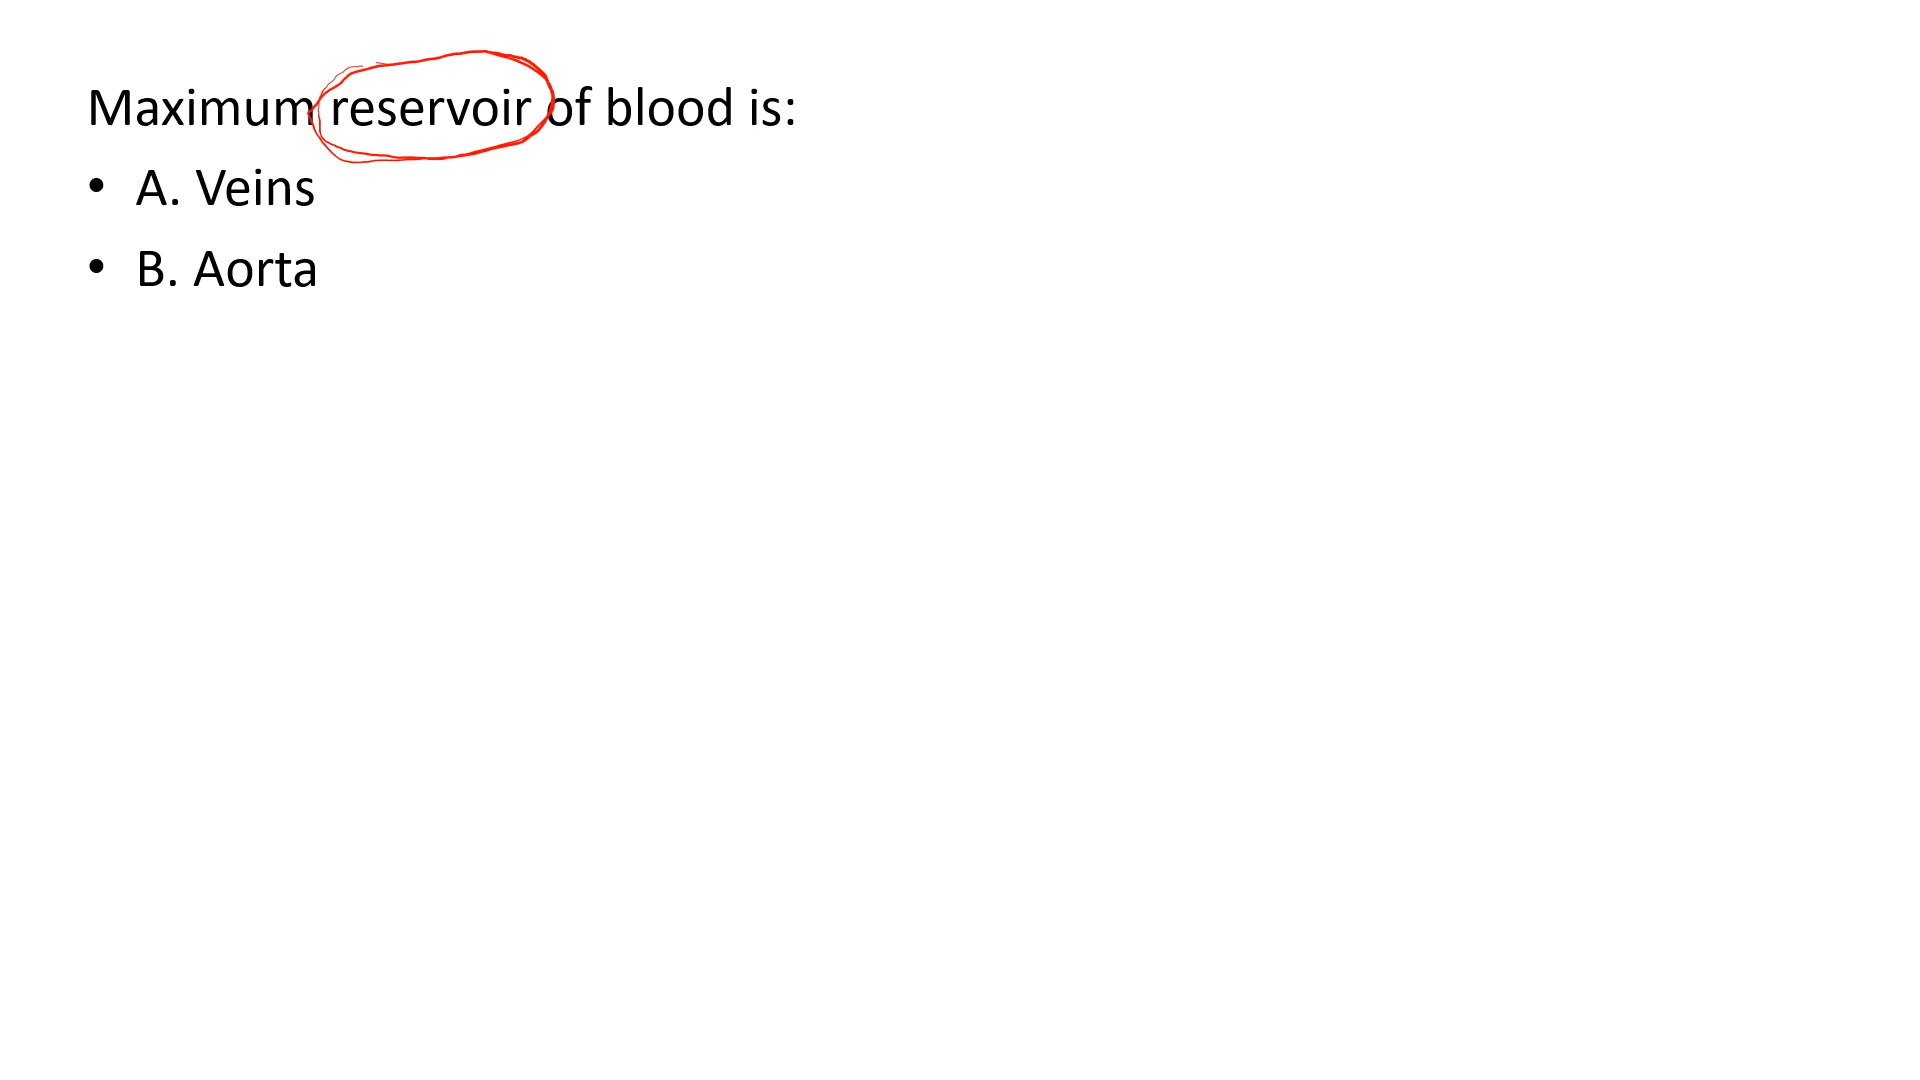 Maximum reservoir of blood is:
• A. Veins
• B. Aorta